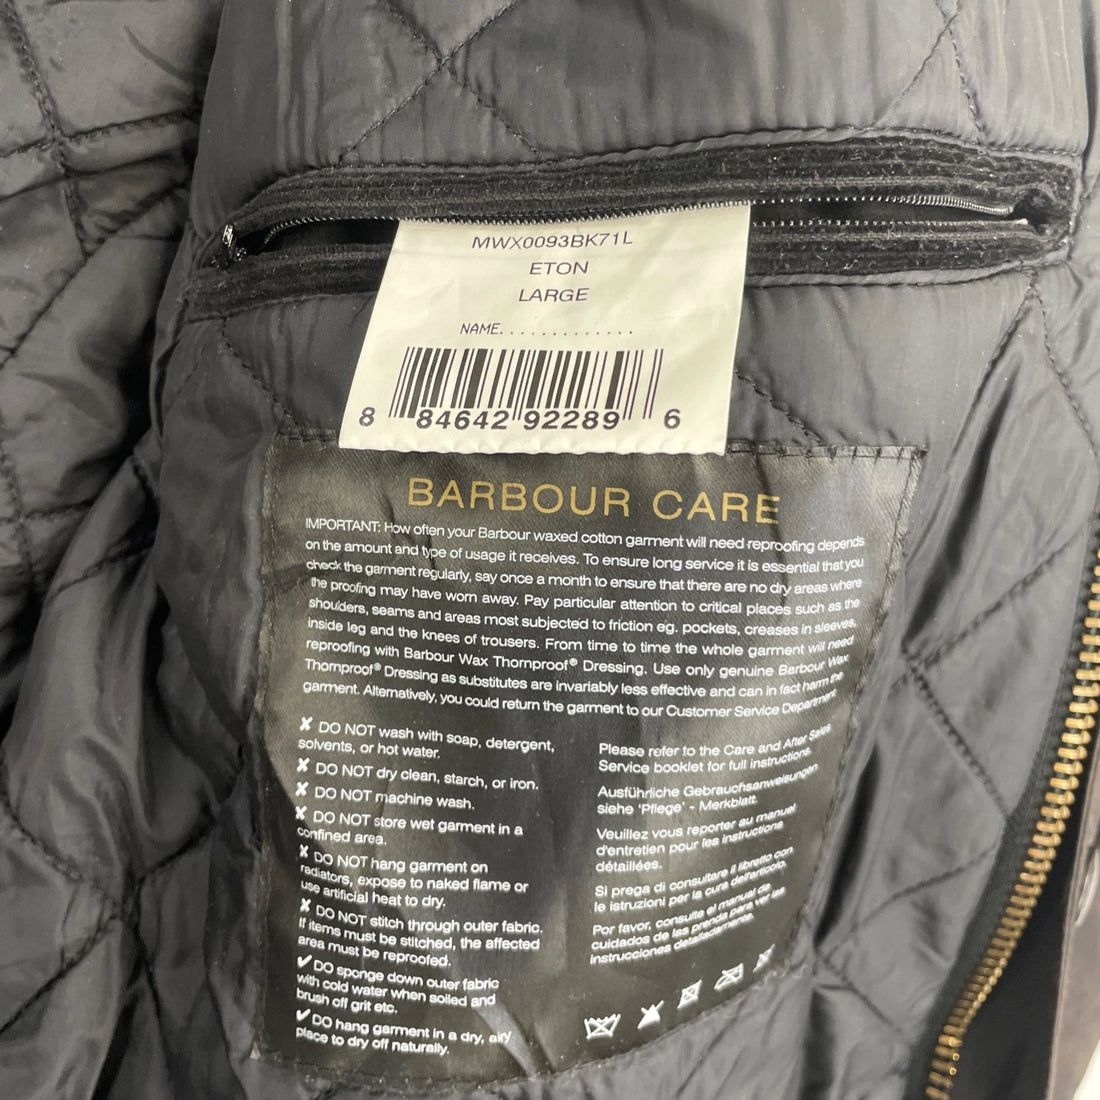 MWX0093BK71L
ETON
LARGE
NAME.............
8 84642 92289 6
BARBOUR CARE
IMPORTANT: How often your Barbour waxed cotton garment will need reproofing depends
on the amount and type of usage it receives. To ensure long service it is essential that you
check the garment regularly, say once a month to ensure that there are no dry areas where
the proofing may have worn away. Pay particular attention to critical places such as the
shoulders, seams and areas most subjected to friction eg. pockets, creases in sleeves,
inside leg and the knees of trousers. From time to time the whole garment will need
reproofing with Barbour Wax Thornproof® Dressing. Use only genuine Barbour Wax
Thornproof® Dressing as substitutes are invariably less effective and can in fact harm the
garment. Alternatively, you could return the garment to our Customer Service Department.
✘ DO NOT wash with soap, detergent,
solvents, or hot water.
✘ DO NOT dry clean, starch, or iron.
✘ DO NOT machine wash.
✘ DO NOT store wet garment in a
confined area.
✘ DO NOT hang garment on
radiators, expose to naked flame or
use artificial heat to dry.
✘ DO NOT stitch through outer fabric.
If items must be stitched, the affected
area must be reproofed.
✔ DO sponge down outer fabric
with cold water when soiled and
brush off grit etc.
✔ DO hang garment in a dry, airy
place to dry off naturally.
Please refer to the Care and After Sales
Service booklet for full instructions.
Ausführliche Gebrauchsanweisungen
siehe 'Pflege' - Merkblatt.
Veuillez vous reporter au manuel
d'entretien pour les instructions
détaillées.
Si prega di consultare il libretto con
le istruzioni per la cura dell'articolo.
Por favor, consulta el manual de
cuidados de las prenda para ver las
instrucciones detalladamente.